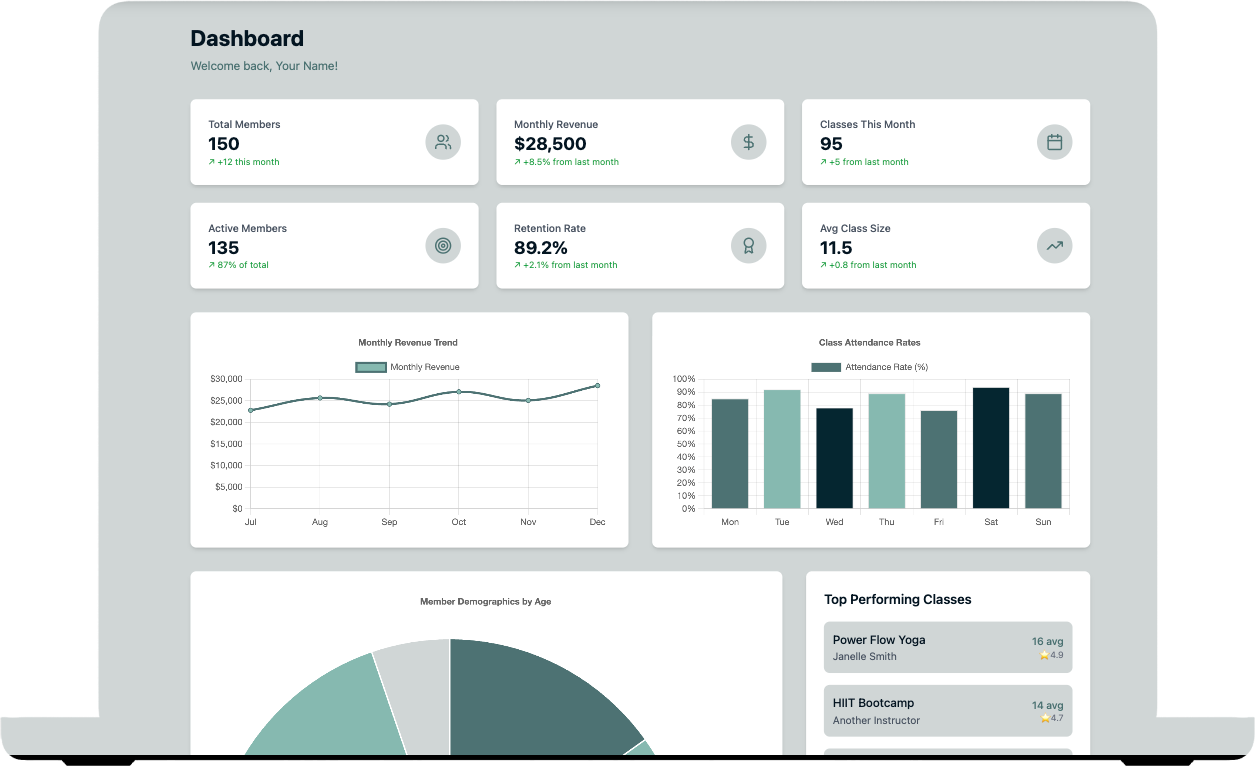 Dashboard
Welcome back, Your Name!
Total Members
150
↗ +12 this month
Monthly Revenue
$28,500
↗ +8.5% from last month
Classes This Month
95
↗ +5 from last month
Active Members
135
↗ 87% of total
Retention Rate
89.2%
↗ +2.1% from last month
Avg Class Size
11.5
↗ +0.8 from last month
Monthly Revenue Trend
Monthly Revenue
$30,000
$25,000
$20,000
$15,000
$10,000
$5,000
$0
Jul Aug Sep Oct Nov Dec
Class Attendance Rates
Attendance Rate (%)
100%
90%
80%
70%
60%
50%
40%
30%
20%
10%
0%
Mon Tue Wed Thu Fri Sat Sun
Member Demographics by Age
Top Performing Classes
Power Flow Yoga
16 avg
Janelle Smith
⭐4.9
HIIT Bootcamp
14 avg
Another Instructor
⭐4.7